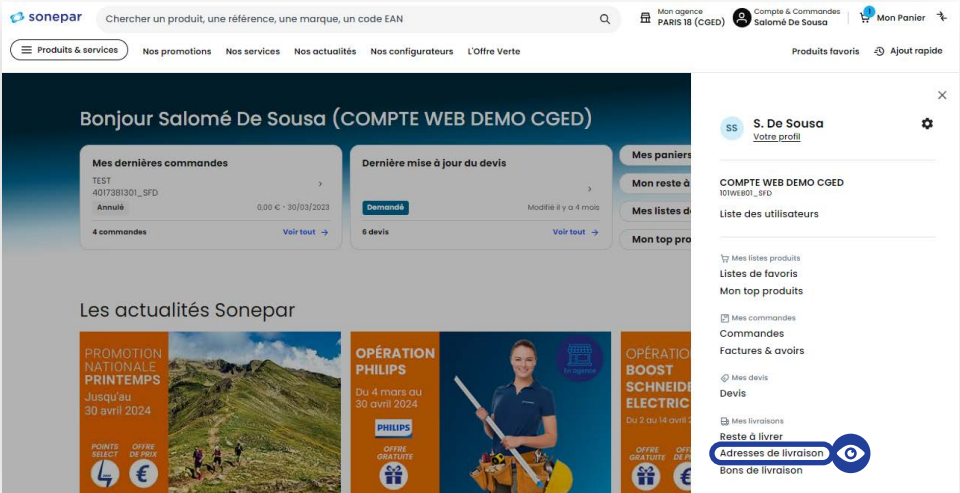 sonepar
Chercher un produit, une référence, une marque, un code EAN
Mon agence
PARIS 18 (CGED)
Compte & Commandes
Salomé De Sousa
1
Mon Panier
Produits & services
Nos promotions
Nos services
Nos actualités
Nos configurateurs
L'Offre Verte
Produits favoris
Ajout rapide
Bonjour Salomé De Sousa (COMPTE WEB DEMO CGED)
Mes dernières commandes
TEST
4017381301_SFD
Annulé
0,00 € - 30/03/2023
4 commandes
Voir tout
Dernière mise à jour du devis
Demandé
Modifié il y a 4 mois
6 devis
Voir tout
Mes paniers
Mon reste à
Mes listes d
Mon top pro
Les actualités Sonepar
PROMOTION
NATIONALE
PRINTEMPS
Jusqu'au
30 avril 2024
POINTS
SELECT
OFFRE
DE PRIX
€
OPÉRATION
PHILIPS
Du 4 mars au
30 avril 2024
PHILIPS
OFFRE
GRATUITE
En agence
OPÉRATIO
BOOST
SCHNEIDE
ELECTRIC
Du 2 au 14 avril 2
OFFRE
GRATUITE
OFFR
DE P
€
SS
S. De Sousa
Votre profil
COMPTE WEB DEMO CGED
101WEB01_SFD
Liste des utilisateurs
Mes listes produits
Listes de favoris
Mon top produits
Mes commandes
Commandes
Factures & avoirs
Mes devis
Devis
Mes livraisons
Reste à livrer
Adresses de livraison
Bons de livraison